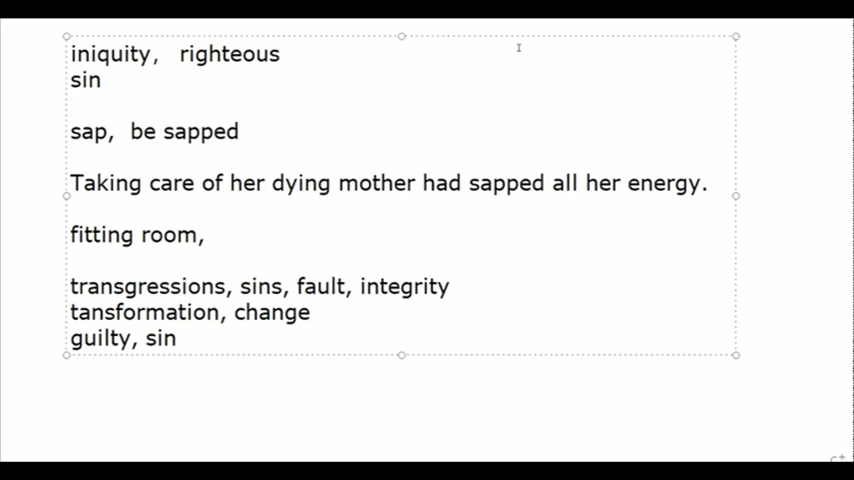 iniquity, righteous
sin
sap, be sapped
Taking care of her dying mother had sapped all her energy.
fitting room,
transgressions, sins, fault, integrity
tansformation, change
guilty, sin